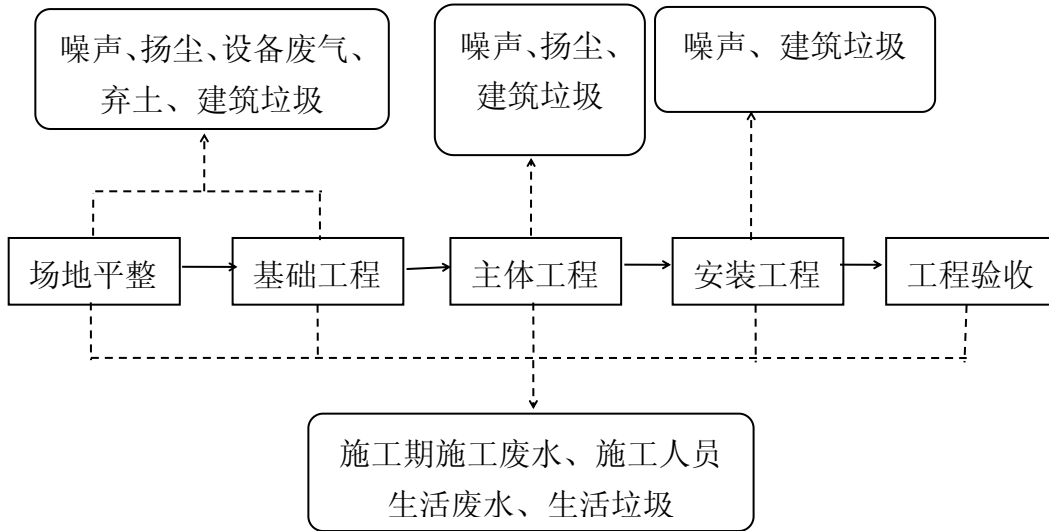 噪声、扬尘、设备废气、
弃土、建筑垃圾
噪声、扬尘、
建筑垃圾
噪声、建筑垃圾
场地平整
基础工程
主体工程
安装工程
工程验收
施工期施工废水、施工人员
生活废水、生活垃圾